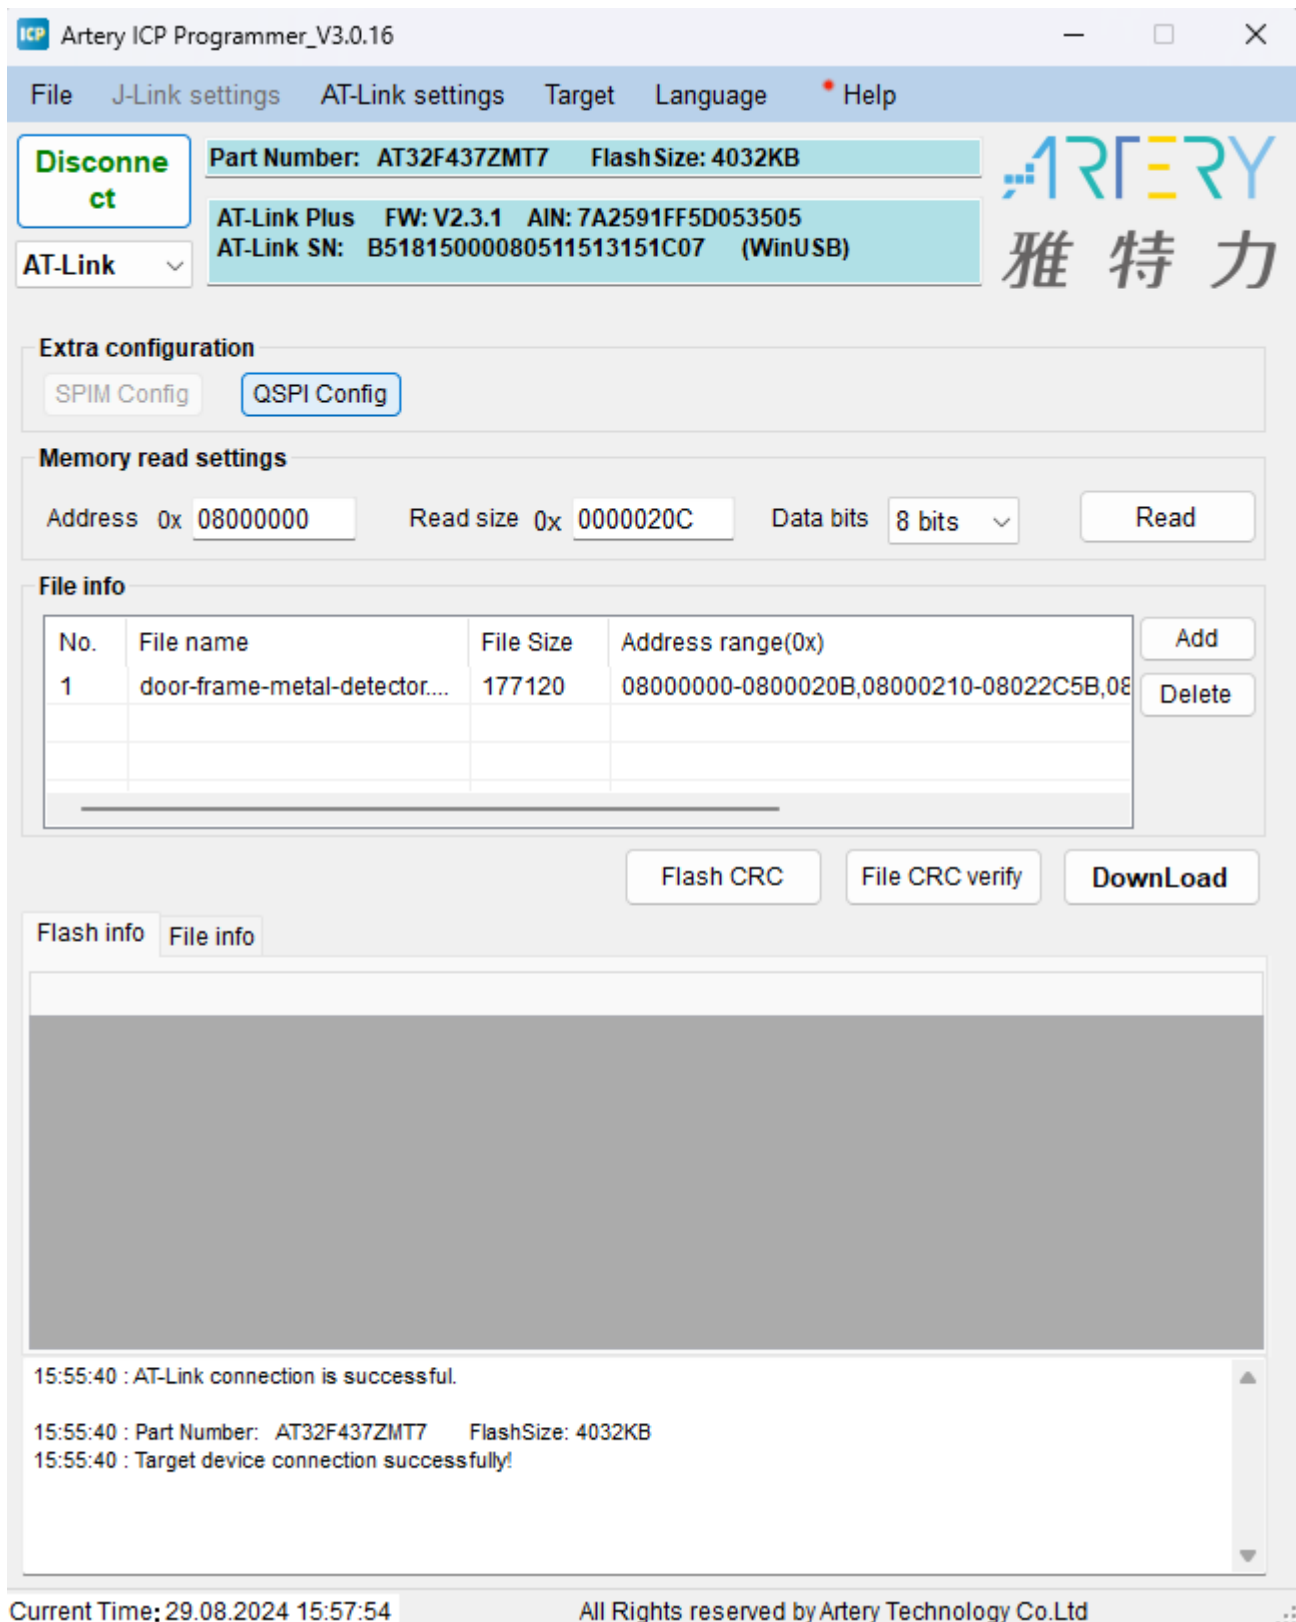 ICP Artery ICP Programmer_V3.0.16
File J-Link settings AT-Link settings Target Language Help
Disconne
ct
Part Number: AT32F437ZMT7 FlashSize: 4032KB
ARTERY
雅特力
AT-Link Plus FW: V2.3.1 AIN: 7A2591FF5D053505
AT-Link SN: B51815000080511513151C07 (WinUSB)
AT-Link
Extra configuration
SPIM Config QSPI Config
Memory read settings
Address 0x 08000000 Read size 0x 0000020C Data bits 8 bits Read
File info
No. File name File Size Address range(0x) Add
1 door-frame-metal-detector.... 177120 08000000-0800020B,08000210-08022C5B,08 Delete
Flash CRC File CRC verify DownLoad
Flash info File info
15:55:40 : AT-Link connection is successful.
15:55:40 : Part Number: AT32F437ZMT7 FlashSize: 4032KB
15:55:40 : Target device connection successfully!
Current Time: 29.08.2024 15:57:54 All Rights reserved by Artery Technology Co.Ltd